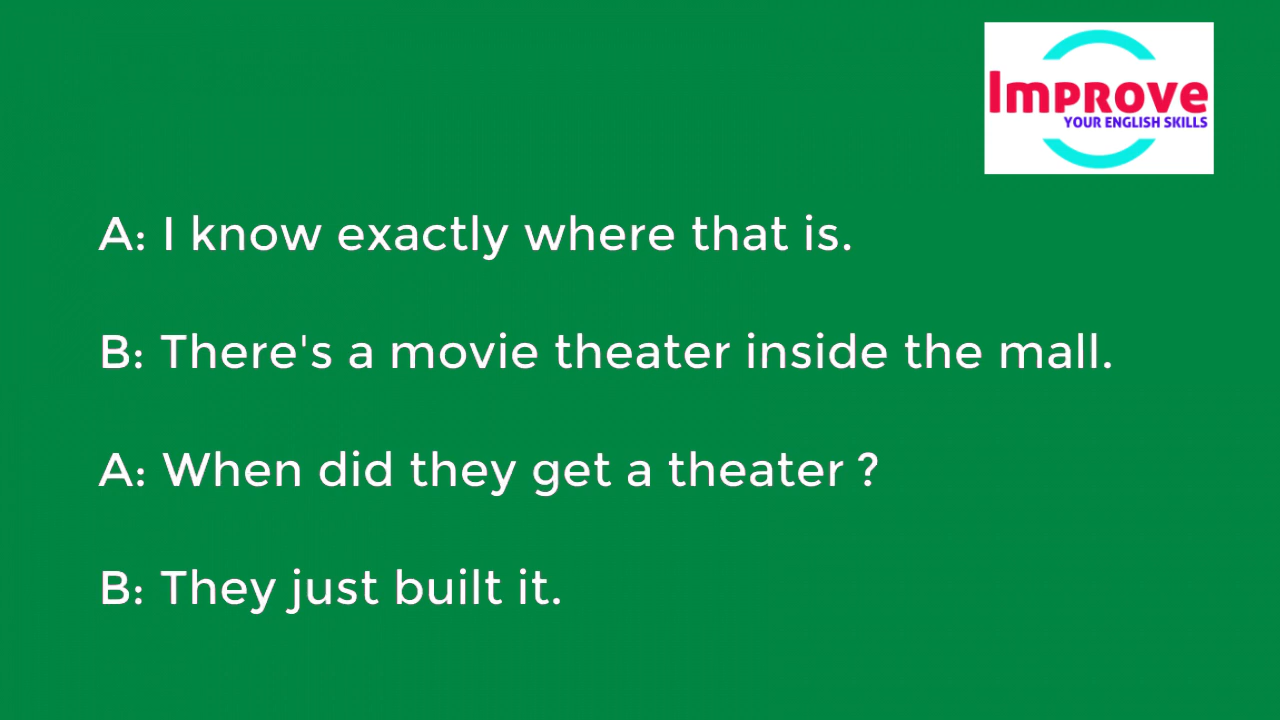 Improve
YOUR ENGLISH SKILLS
A: I know exactly where that is.
B: There's a movie theater inside the mall.
A: When did they get a theater ?
B: They just built it.